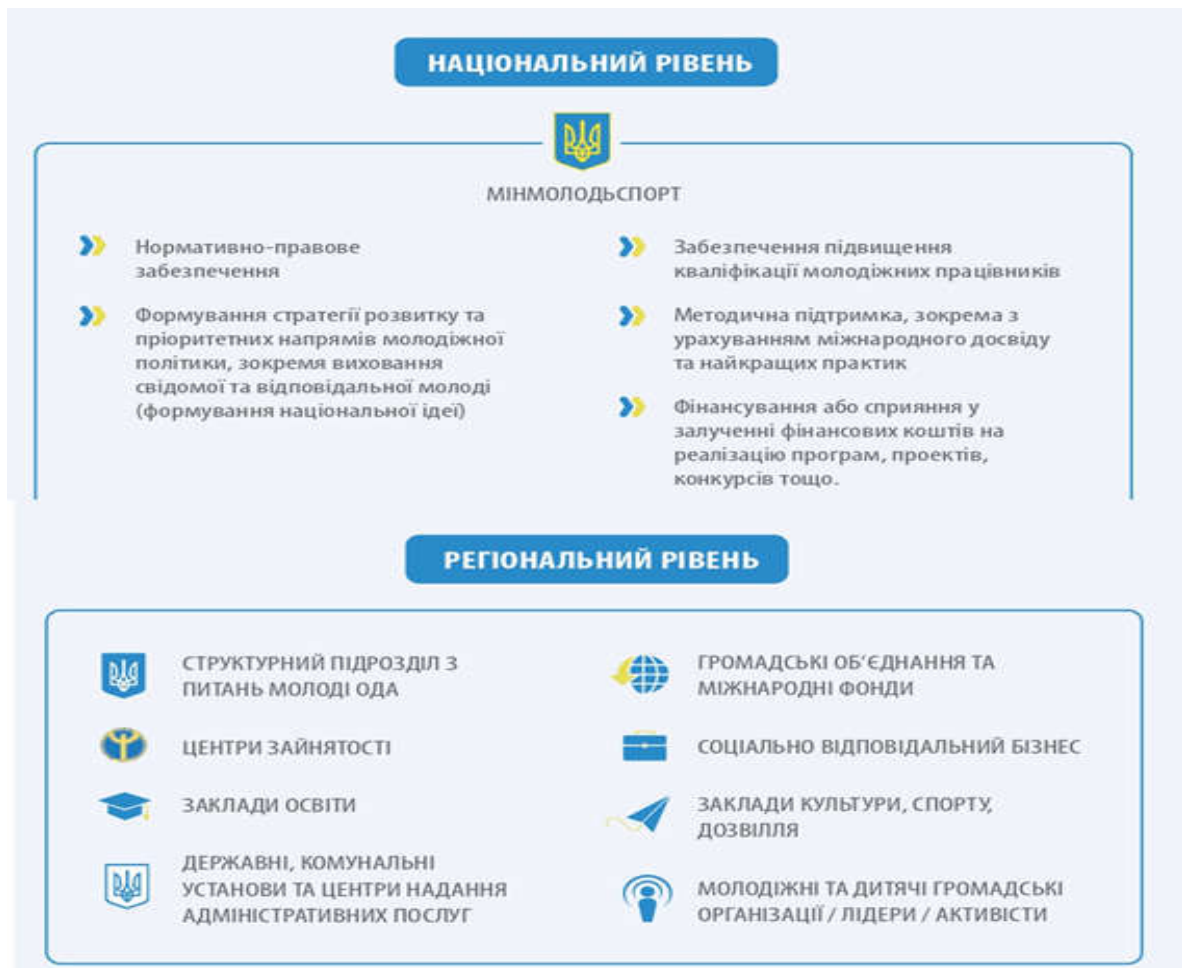 НАЦІОНАЛЬНИЙ РІВЕНЬ
МІНМОЛОДЬСПОРТ
Нормативно-правове
забезпечення
Формування стратегії розвитку та
пріоритетних напрямів молодіжної
політики, зокремя виховання
свідомої та відповідальної молоді
(формування національної ідеї)
Забезпечення підвищення
кваліфікації молодіжних працівників
Методична підтримка, зокрема з
урахуванням міжнародного досвіду
та найкращих практик
Фінансування або сприяння у
залученні фінансових коштів на
реалізацію програм, проектів,
конкурсів тощо.
РЕГІОНАЛЬНИЙ РІВЕНЬ
СТРУКТУРНИЙ ПІДРОЗДІЛ З
ПИТАНЬ МОЛОДІ ОДА
ЦЕНТРИ ЗАЙНЯТОСТІ
ЗАКЛАДИ ОСВІТИ
ДЕРЖАВНІ, КОМУНАЛЬНІ
УСТАНОВИ ТА ЦЕНТРИ НАДАННЯ
АДМІНІСТРАТИВНИХ ПОСЛУГ
ГРОМАДСЬКІ ОБ’ЄДНАННЯ ТА
МІЖНАРОДНІ ФОНДИ
СОЦІАЛЬНО ВІДПОВІДАЛЬНИЙ БІЗНЕС
ЗАКЛАДИ КУЛЬТУРИ, СПОРТУ,
ДОЗВІЛЛЯ
МОЛОДІЖНІ ТА ДИТЯЧІ ГРОМАДСЬКІ
ОРГАНІЗАЦІЇ / ЛІДЕРИ / АКТИВІСТИ